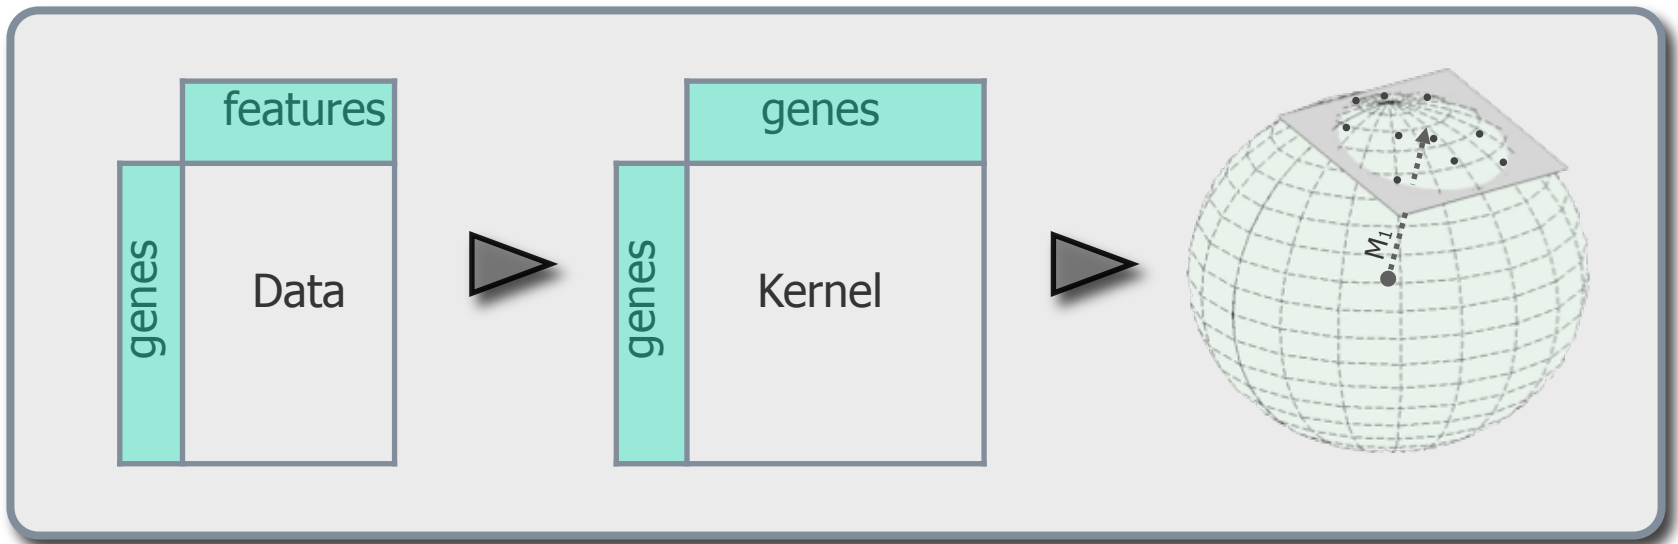 features
genes
Data
genes
genes
Kernel
M1